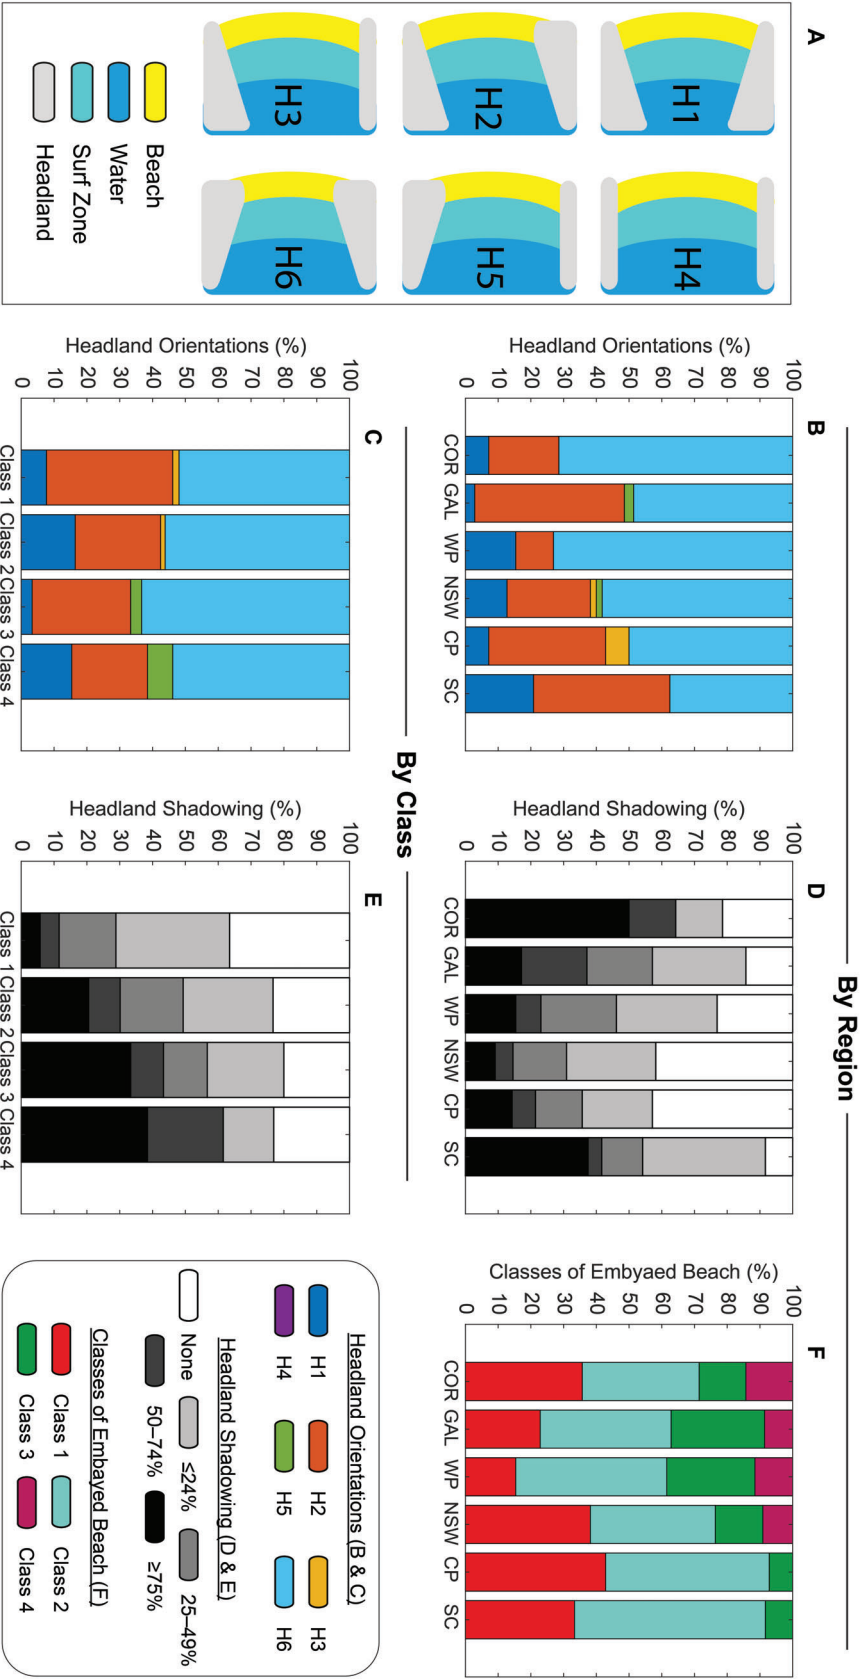 A
H1
H2
H3
H4
H5
H6
Beach
Water
Surf Zone
Headland
By Region
B
Headland Orientations (%)
0 10 20 30 40 50 60 70 80 90 100
COR GAL WP NSW CP SC
D
Headland Shadowing (%)
0 10 20 30 40 50 60 70 80 90 100
COR GAL WP NSW CP SC
F
Classes of Embyaed Beach (%)
0 10 20 30 40 50 60 70 80 90 100
COR GAL WP NSW CP SC
By Class
C
Headland Orientations (%)
0 10 20 30 40 50 60 70 80 90 100
Class 1 Class 2 Class 3 Class 4
E
Headland Shadowing (%)
0 10 20 30 40 50 60 70 80 90 100
Class 1 Class 2 Class 3 Class 4
Headland Orientations (B & C)
H1 H2 H3
H4 H5 H6
Headland Shadowing (D & E)
None ≤24% 25–49%
50–74% ≥75%
Classes of Embayed Beach (F)
Class 1 Class 2
Class 3 Class 4